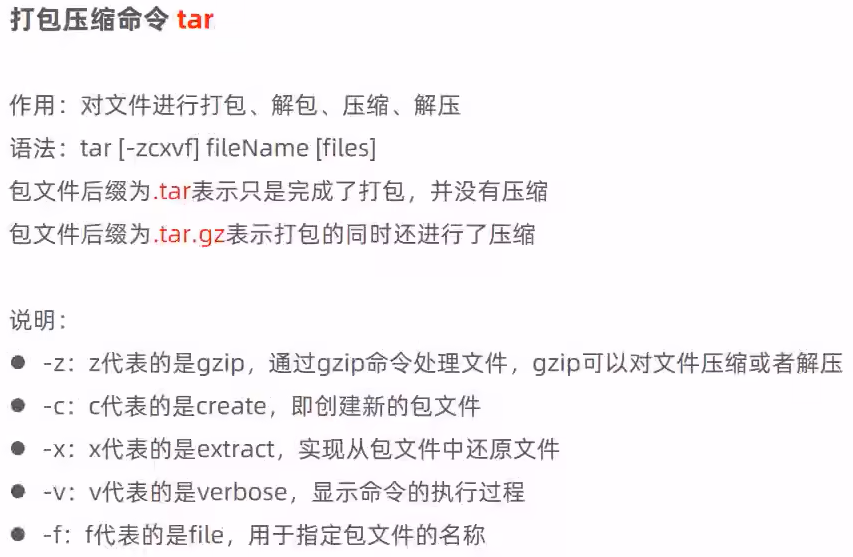 打包压缩命令 tar
作用：对文件进行打包、解包、压缩、解压
语法：tar [-zcxvf] fileName [files]
包文件后缀为.tar表示只是完成了打包，并没有压缩
包文件后缀为.tar.gz表示打包的同时还进行了压缩
说明：
● -z：z代表的是gzip，通过gzip命令处理文件，gzip可以对文件压缩或者解压
● -c：c代表的是create，即创建新的包文件
● -x：x代表的是extract，实现从包文件中还原文件
● -v：v代表的是verbose，显示命令的执行过程
● -f：f代表的是file，用于指定包文件的名称